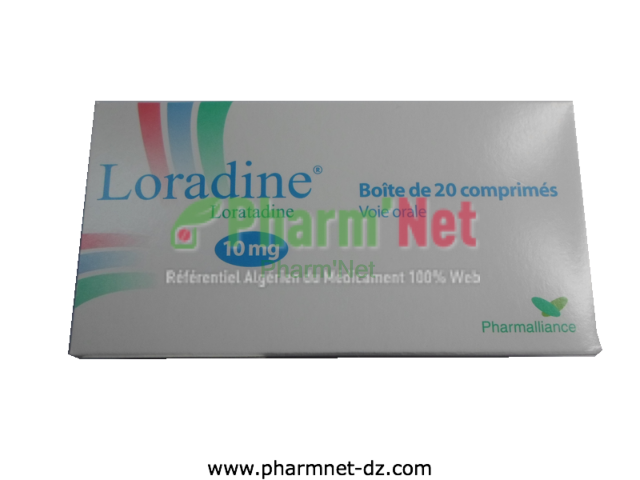 Loradine®
Loratadine
10 mg
Boîte de 20 comprimés
Voie orale
Pharm'Net
Pharm'Net
Référentiel Algérien du Médicament 100% Web
Pharmalliance
www.pharmnet-dz.com